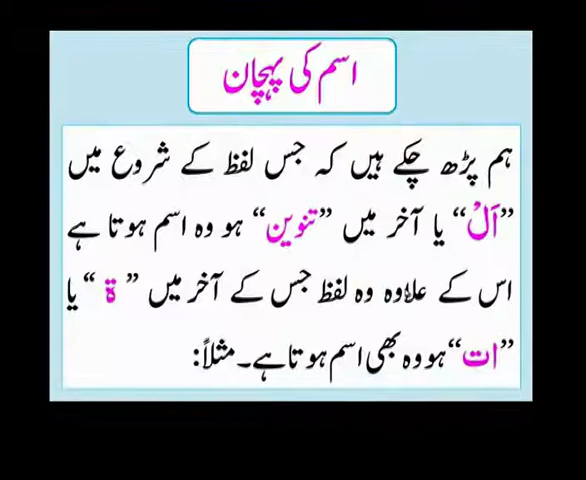 اسم کی پہچان
ہم پڑھ چکے ہیں کہ جس لفظ کے شروع میں
”اَلْ“ یا آخر میں ”تنوین“ ہو وہ اسم ہوتا ہے
اس کے علاوہ وہ لفظ جس کے آخر میں ”ۃ“ یا
”ات“ ہو وہ بھی اسم ہوتا ہے۔ مثلاً: